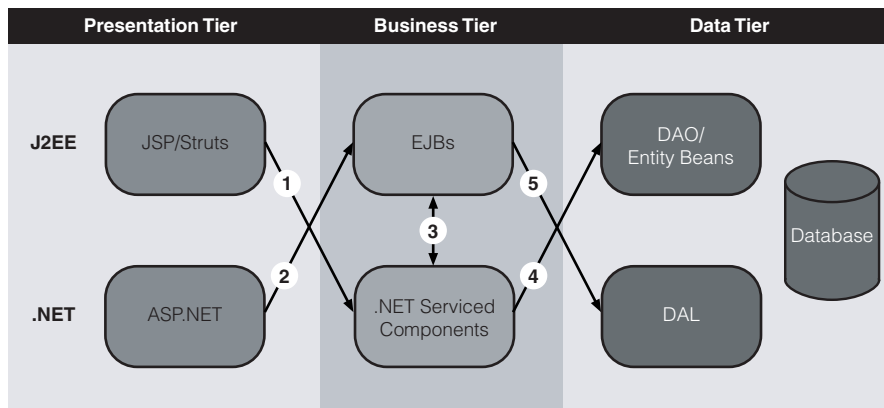 Presentation Tier
Business Tier
Data Tier
J2EE
JSP/Struts
EJBs
DAO/
Entity Beans
1
5
3
Database
2
4
.NET
ASP.NET
.NET Serviced
Components
DAL